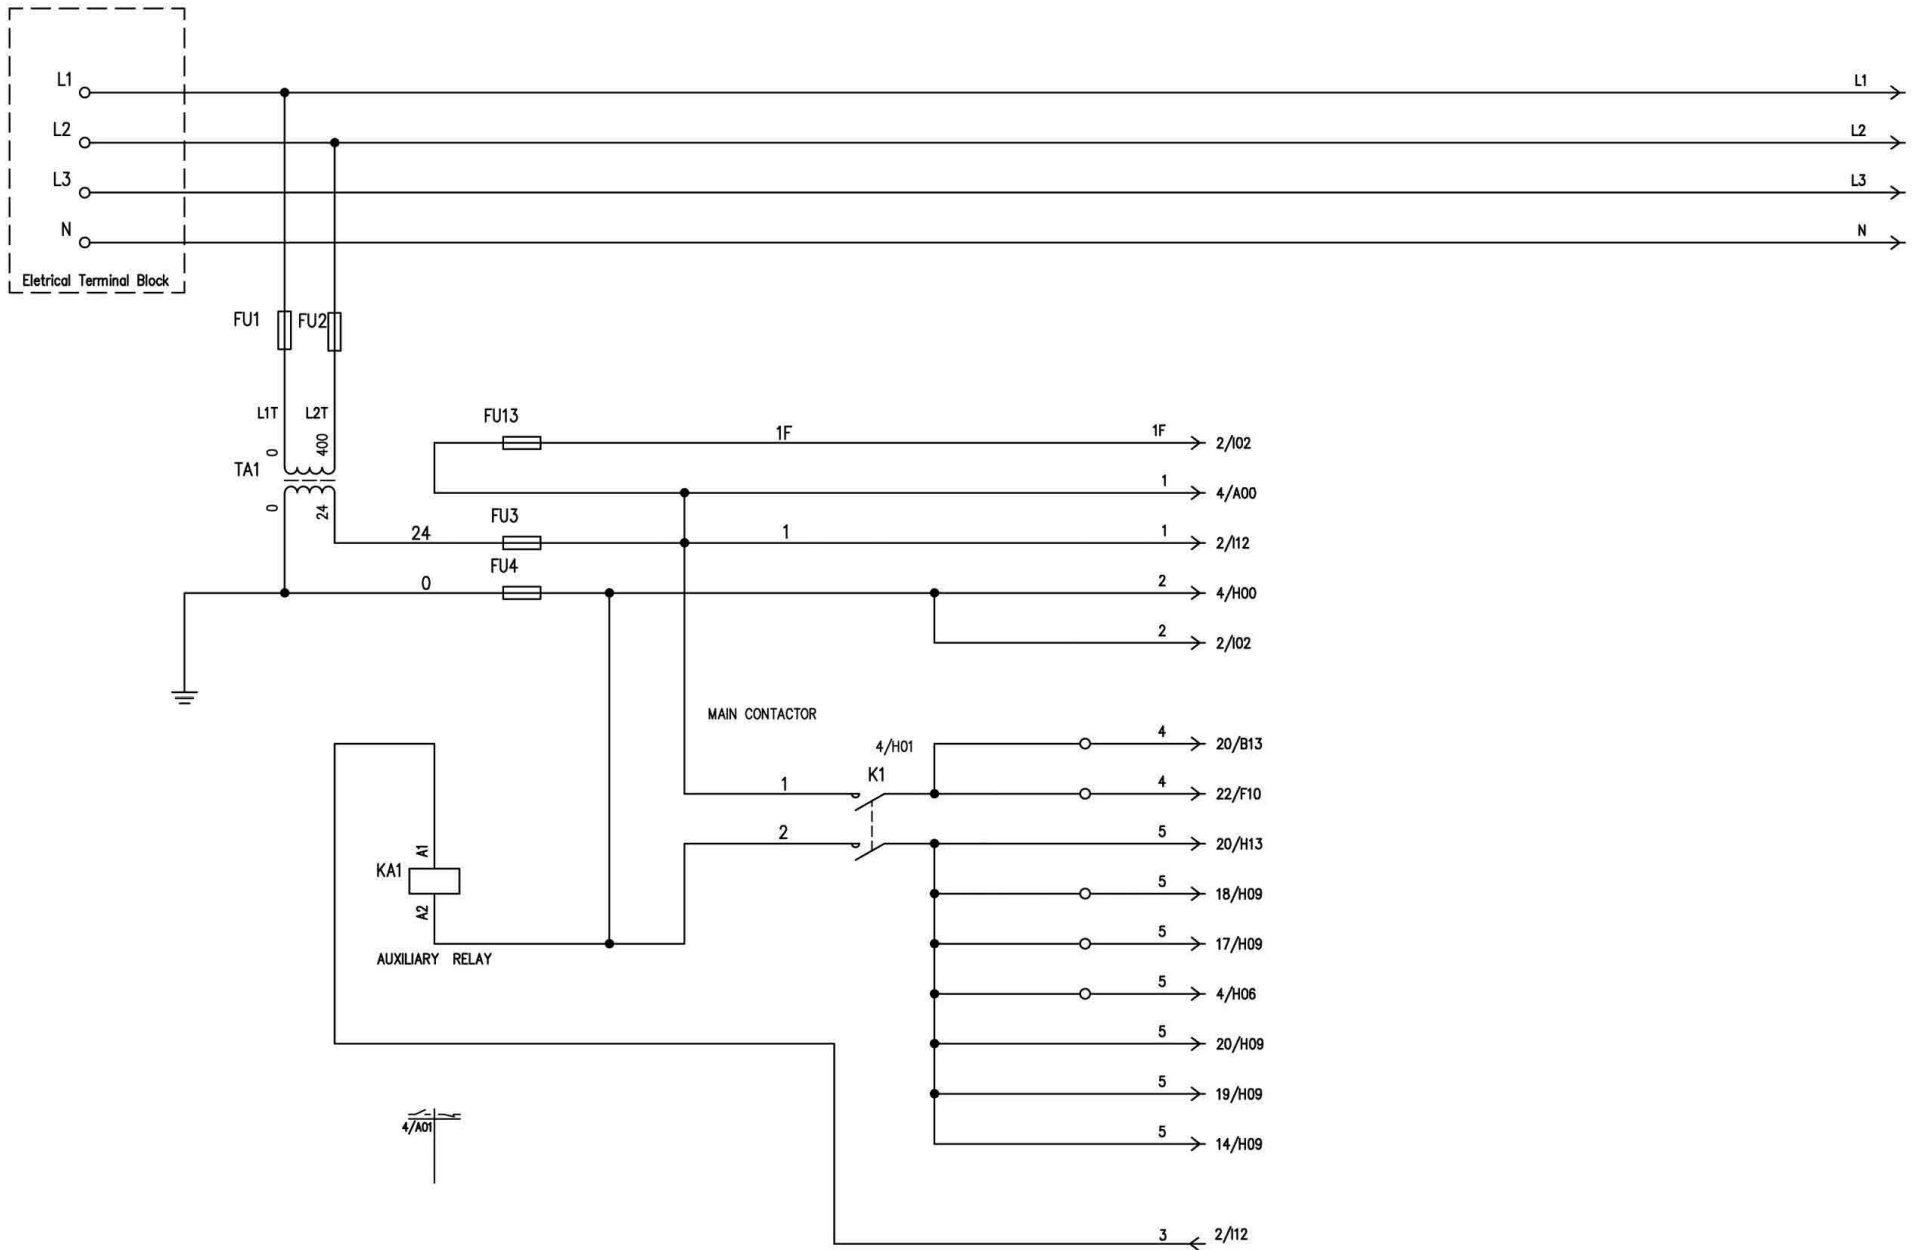 L1
L1
L2
L2
L3
L3
N
N
Eletrical Terminal Block
FU1
FU2
L1T
L2T
0
400
TA1
0
24
FU13
1F
1F
2/I02
1
4/A00
24
FU3
1
1
2/I12
0
FU4
2
4/H00
2
2/I02
MAIN CONTACTOR
4/H01
K1
4
20/B13
1
4
22/F10
2
5
20/H13
A1
KA1
A2
5
18/H09
5
17/H09
AUXILIARY RELAY
5
4/H06
5
20/H09
5
19/H09
4/A01
5
14/H09
3
2/I12